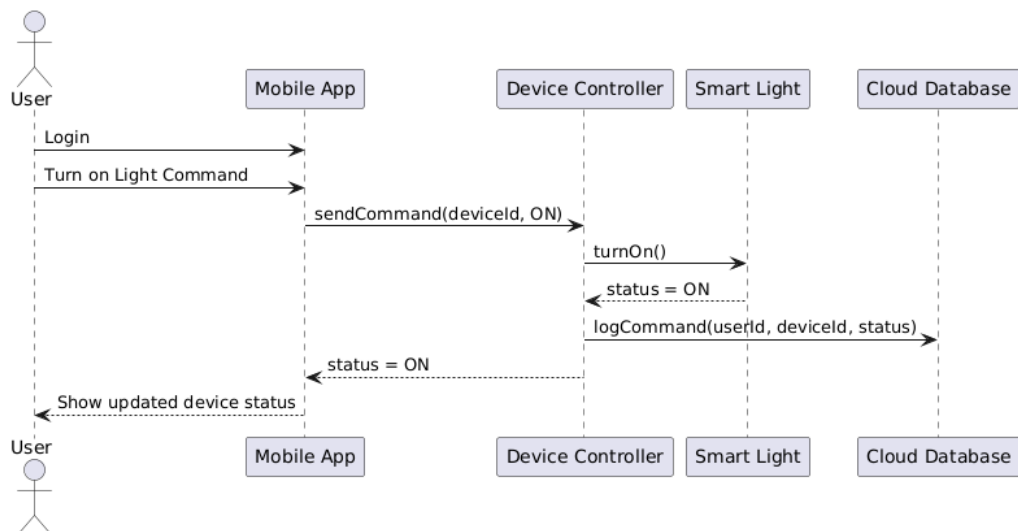 User
Mobile App
Device Controller
Smart Light
Cloud Database
Login
Turn on Light Command
sendCommand(deviceId, ON)
turnOn()
status = ON
logCommand(userId, deviceId, status)
status = ON
Show updated device status
User
Mobile App
Device Controller
Smart Light
Cloud Database